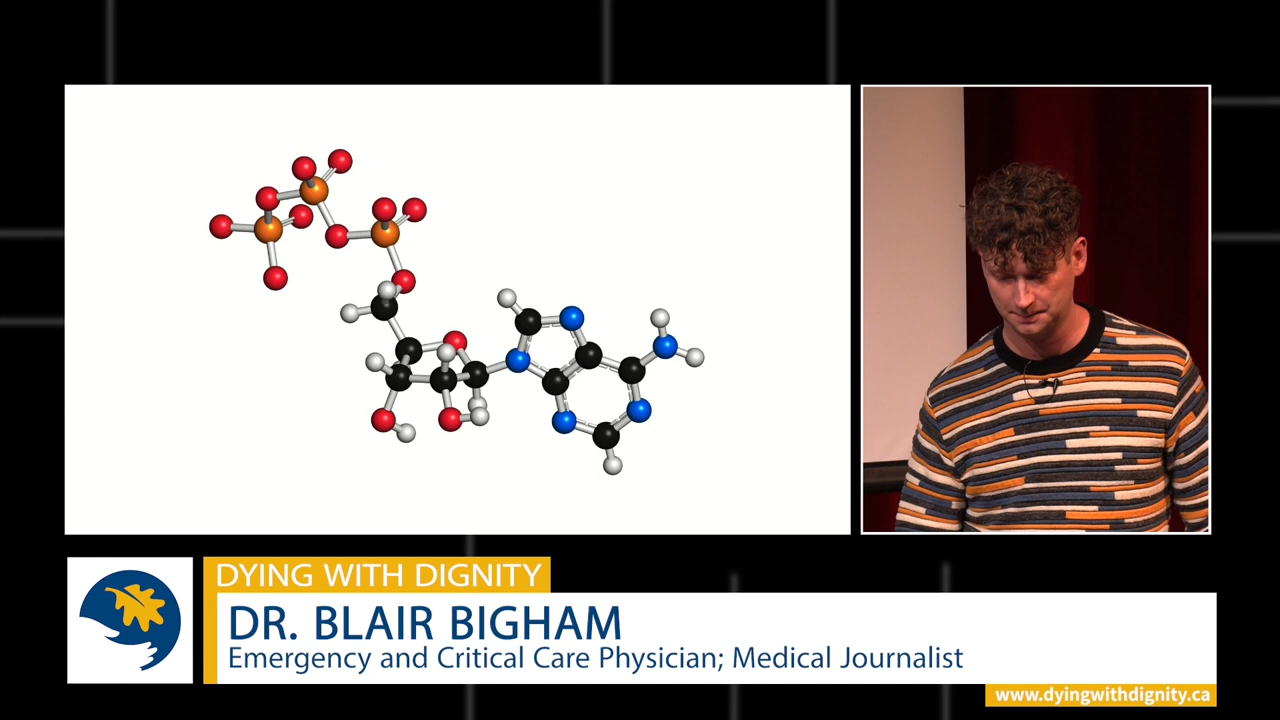 DYING WITH DIGNITY
DR. BLAIR BIGHAM
Emergency and Critical Care Physician; Medical Journalist
www.dyingwithdignity.ca